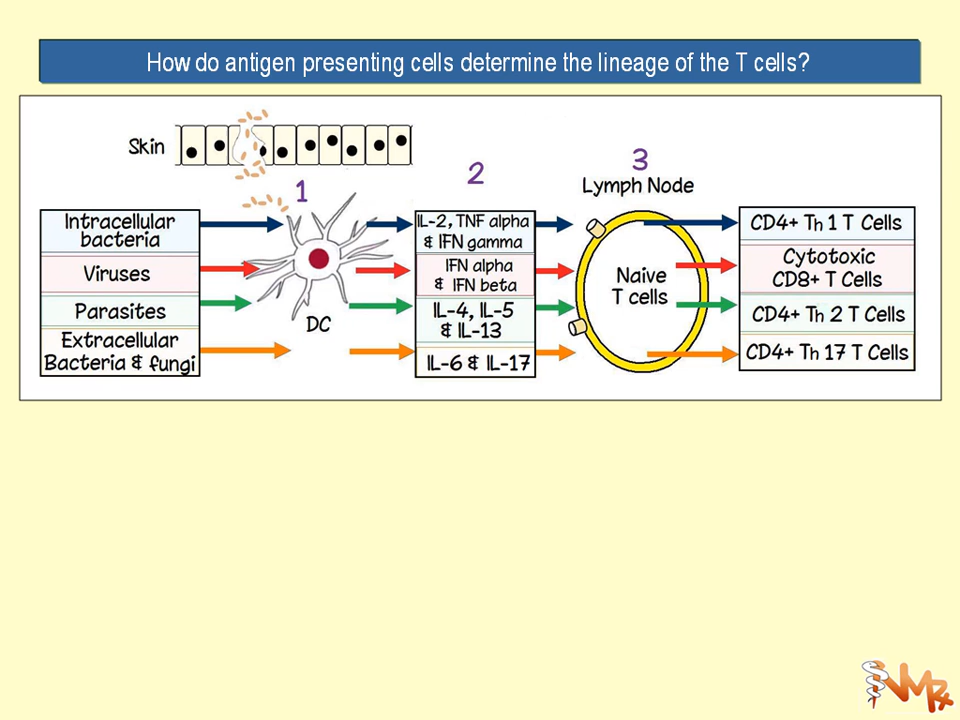 How do antigen presenting cells determine the lineage of the T cells?
Skin
1
2
3
Lymph Node
Intracellular
bacteria
Viruses
Parasites
Extracellular
Bacteria & fungi
DC
IL-2, TNF alpha
& IFN gamma
IFN alpha
& IFN beta
IL-4, IL-5
& IL-13
IL-6 & IL-17
Naive
T cells
CD4+ Th 1 T Cells
Cytotoxic
CD8+ T Cells
CD4+ Th 2 T Cells
CD4+ Th 17 T Cells
VMRx